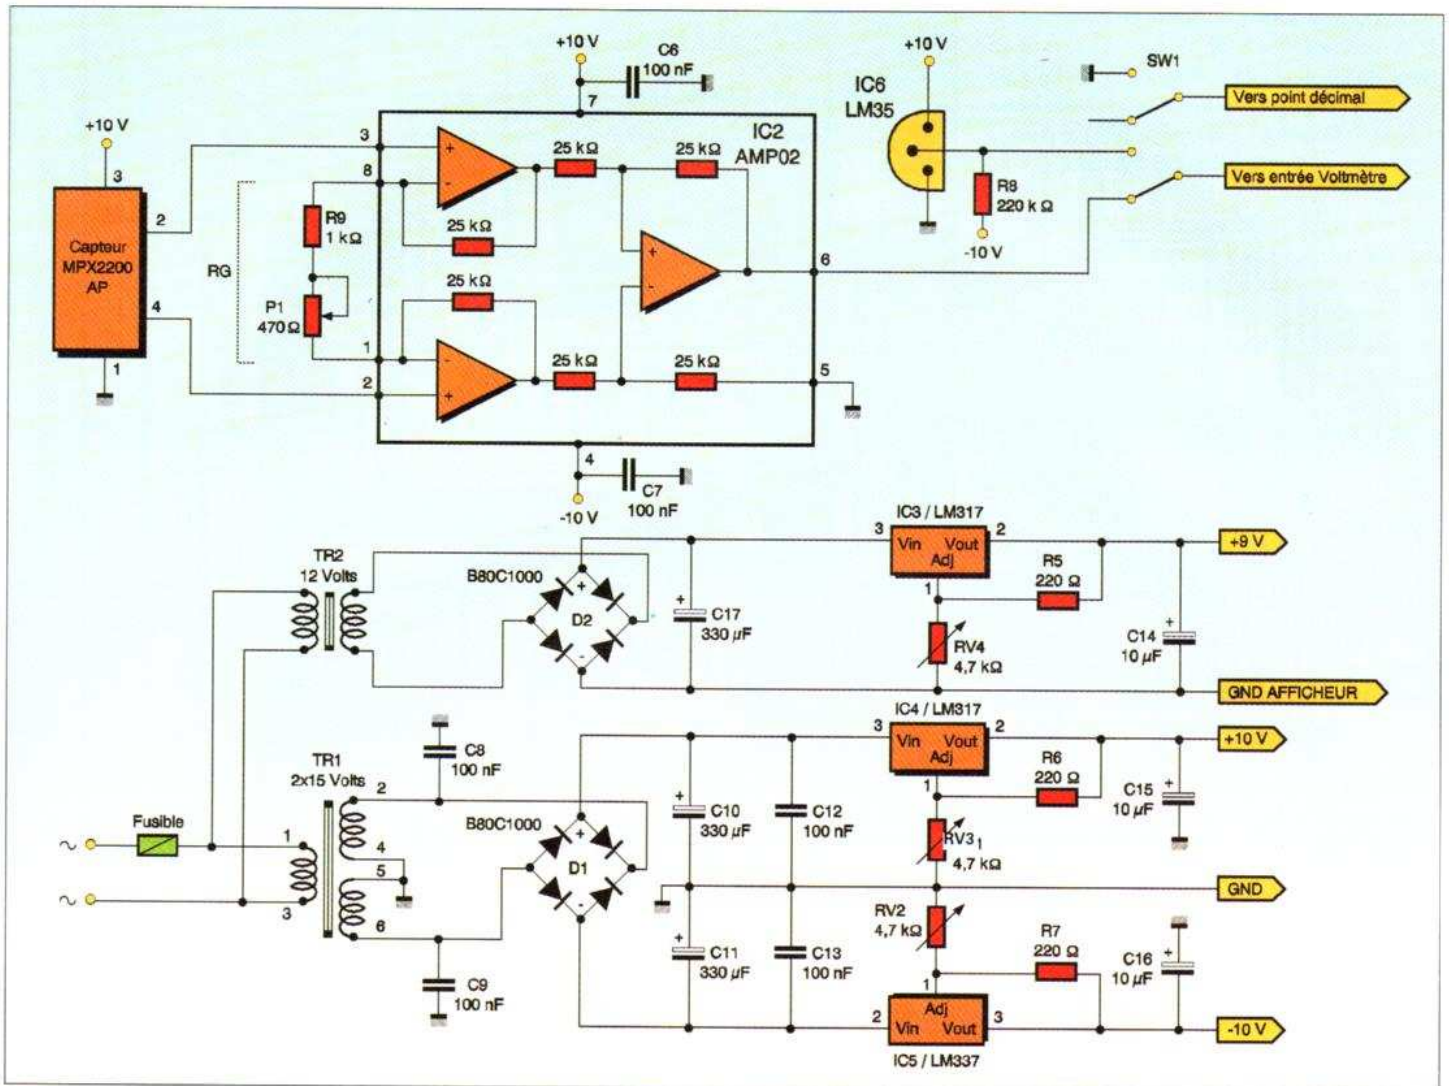 +10 V
C6
100 nF
7
+10 V
IC6
LM35
SW1
Vers point décimal
+10 V
3
2
Capteur
MPX2200
AP
4
1
3
8
RG
R9
1 kΩ
P1
470 Ω
1
2
IC2
AMP02
+
-
25 kΩ
25 kΩ
25 kΩ
25 kΩ
+
-
-
+
25 kΩ
25 kΩ
6
5
R8
220 k Ω
-10 V
Vers entrée Voltmètre
4
C7
100 nF
-10 V
TR2
12 Volts
B80C1000
+
D2
-
+
C17
330 µF
IC3 / LM317
3
Vin
Vout
Adj
2
1
R5
220 Ω
RV4
4,7 kΩ
+
C14
10 µF
+9 V
GND AFFICHEUR
~
~
Fusible
TR1
2x15 Volts
1
3
2
4
5
6
C8
100 nF
C9
100 nF
B80C1000
+
D1
-
+
C10
330 µF
C12
100 nF
+
C11
330 µF
C13
100 nF
IC4 / LM317
3
Vin
Vout
Adj
2
1
R6
220 Ω
RV3
1
4,7 kΩ
+
C15
10 µF
+10 V
GND
RV2
4,7 kΩ
R7
220 Ω
1
+
C16
10 µF
2
Adj
Vin
Vout
3
IC5 / LM337
-10 V